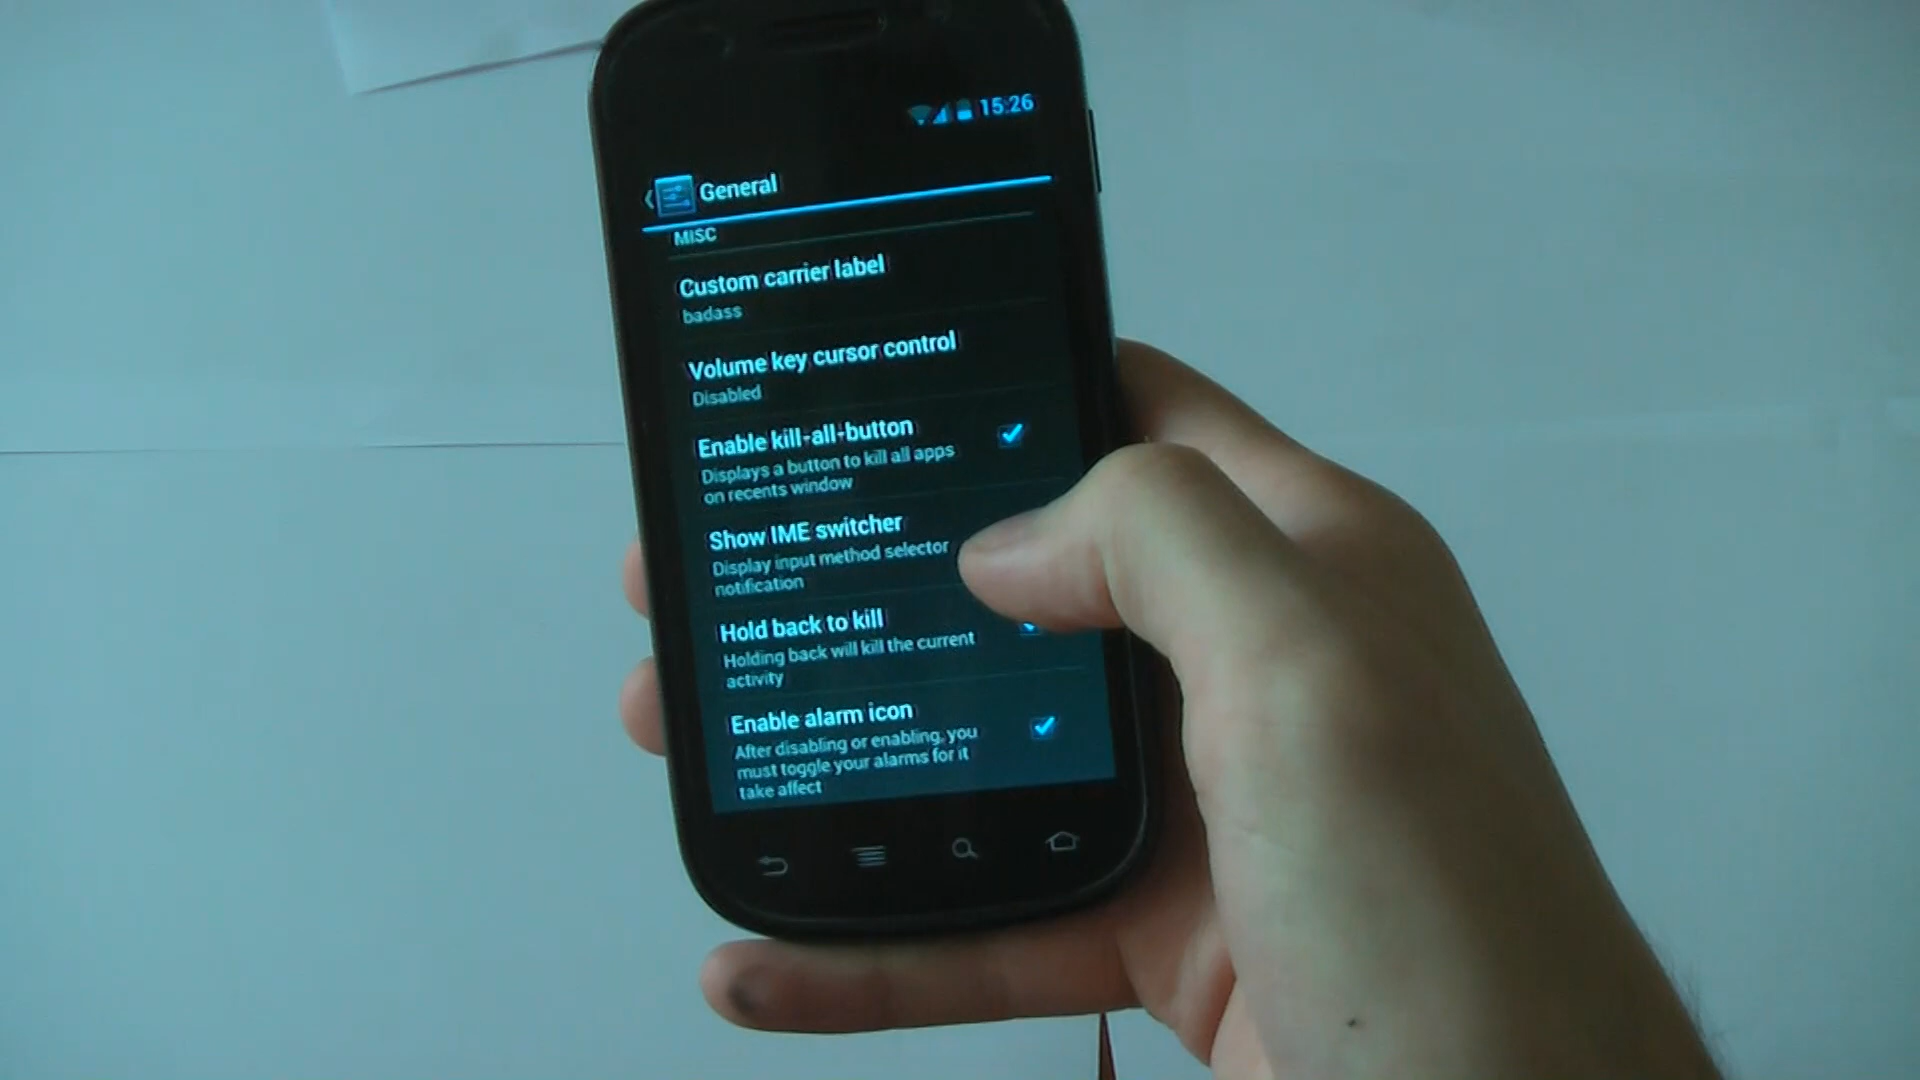 15:26
General
MISC
Custom carrier label
badass
Volume key cursor control
Disabled
Enable kill-all-button
Displays a button to kill all apps
on recents window
Show IME switcher
Display input method selector
notification
Hold back to kill
Holding back will kill the current
activity
Enable alarm icon
After disabling or enabling, you
must toggle your alarms for it
take affect